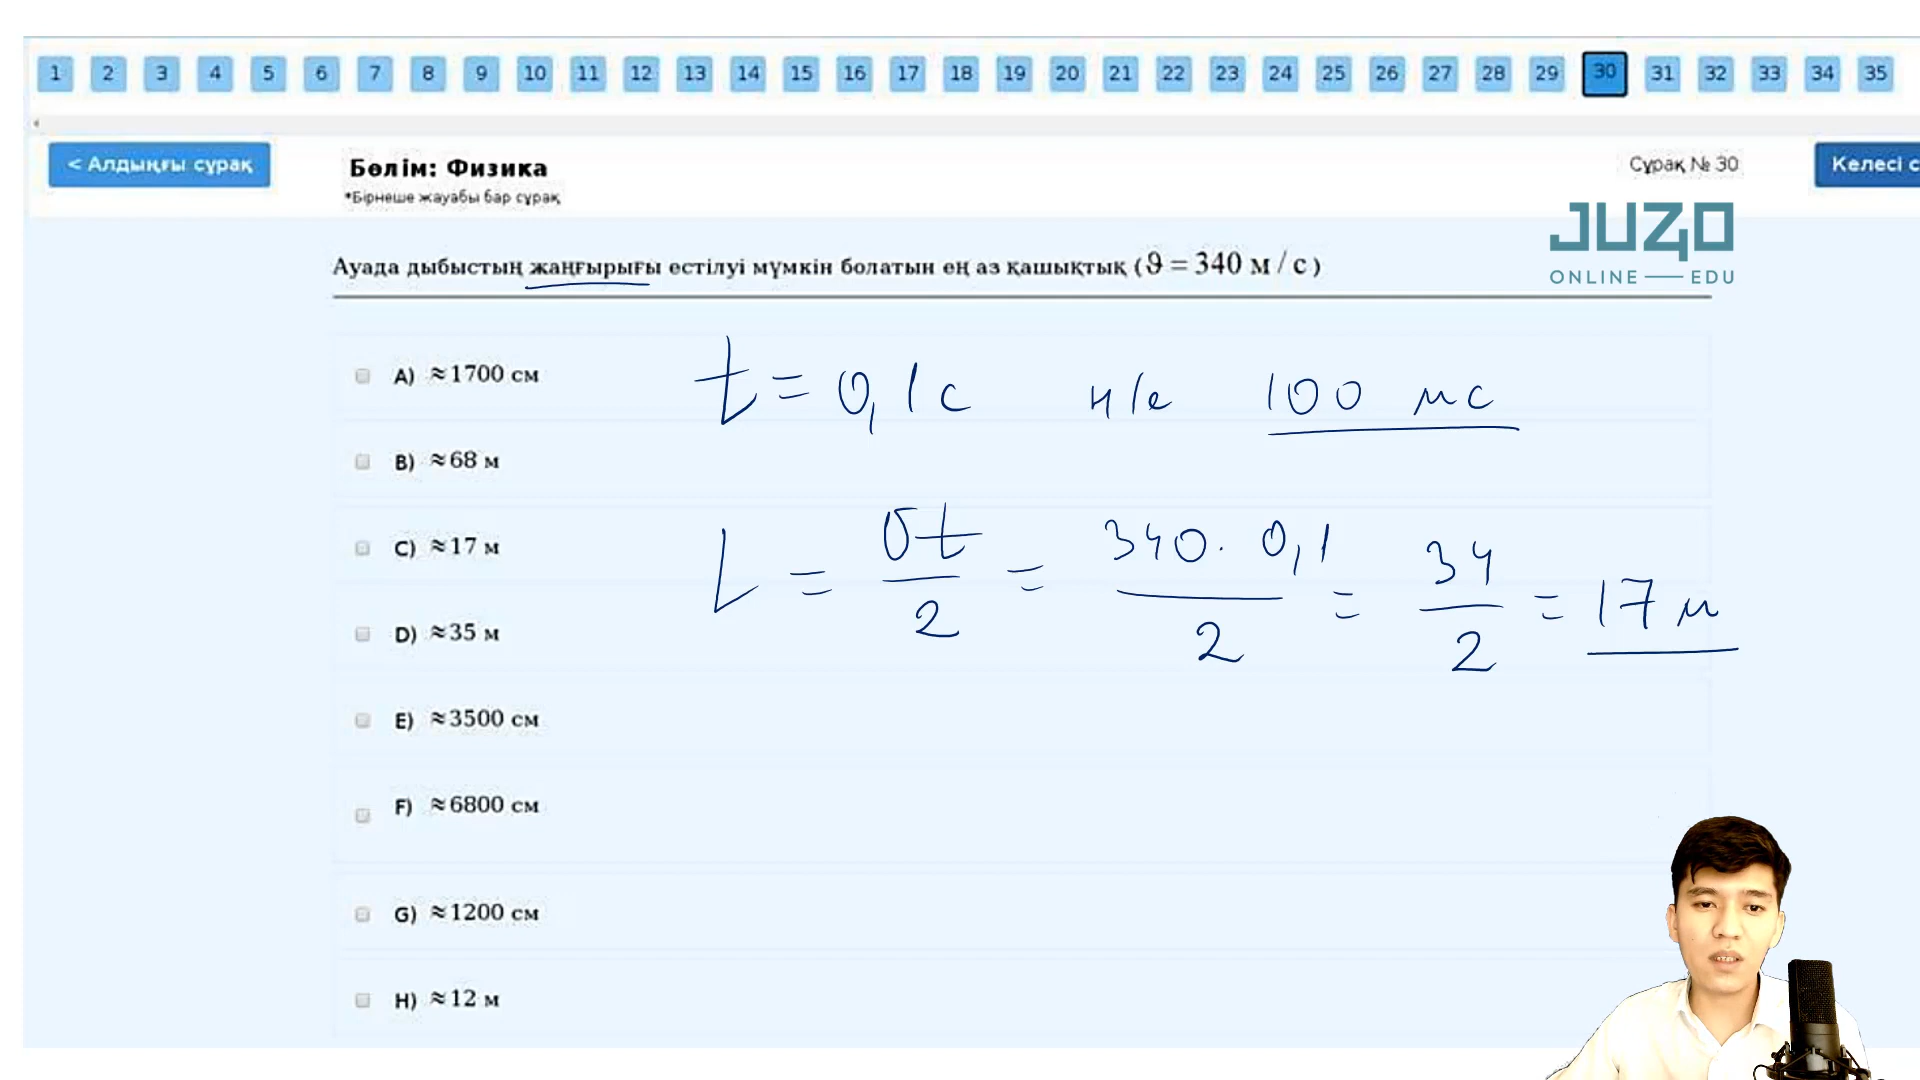 1 2 3 4 5 6 7 8 9 10 11 12 13 14 15 16 17 18 19 20 21 22 23 24 25 26 27 28 29 30 31 32 33 34 35
< Алдыңғы сұрақ
Бөлім: Физика
Сұрақ № 30
Келесі с
*Бірнеше жауабы бар сұрақ
JUZ40
ONLINE — EDU
Ауада дыбыстың жаңғырығы естілуі мүмкін болатын ең аз қашықтық (ϑ = 340 м / с)
A) ≈1700 см
t = 0,1 с н/е 100 мс
B) ≈68 м
C) ≈17 м
L = υt/2 = 340 · 0,1/2 = 34/2 = 17 м
D) ≈35 м
E) ≈3500 см
F) ≈6800 см
G) ≈1200 см
H) ≈12 м